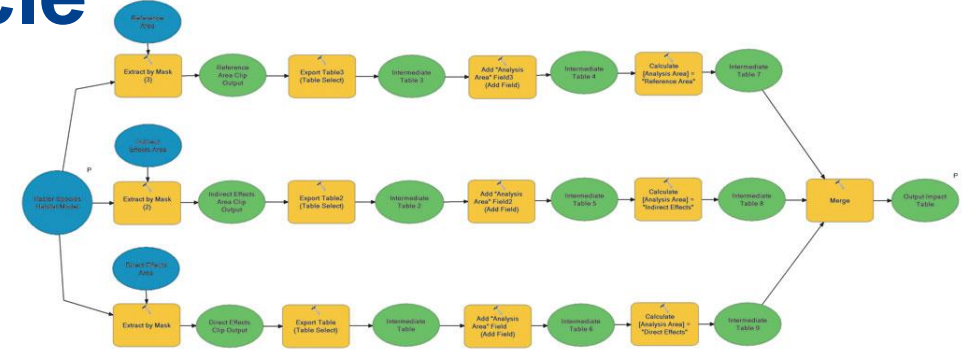 cle
Reference
Area
Extract by Mask
(3)
Reference
Area Clip
Output
Export Table3
(Table Select)
Intermediate
Table 3
Add "Analysis
Area" Field3
(Add Field)
Intermediate
Table 4
Calculate
[Analysis Area] =
"Reference Area"
Intermediate
Table 7
Indirect
Effects Area
P
Habitat Model
Extract by Mask
(2)
Indirect Effects
Area Clip
Output
Export Table2
(Table Select)
Intermediate
Table 2
Add "Analysis
Area" Field2
(Add Field)
Intermediate
Table 5
Calculate
[Analysis Area] =
"Indirect Effects"
Intermediate
Table 8
Merge
P
Output Impact
Table
Direct Effects
Area
Extract by Mask
Direct Effects
Clip Output
Export Table
(Table Select)
Intermediate
Table
Add "Analysis
Area" Field
(Add Field)
Intermediate
Table 6
Calculate
[Analysis Area] =
"Direct Effects"
Intermediate
Table 9